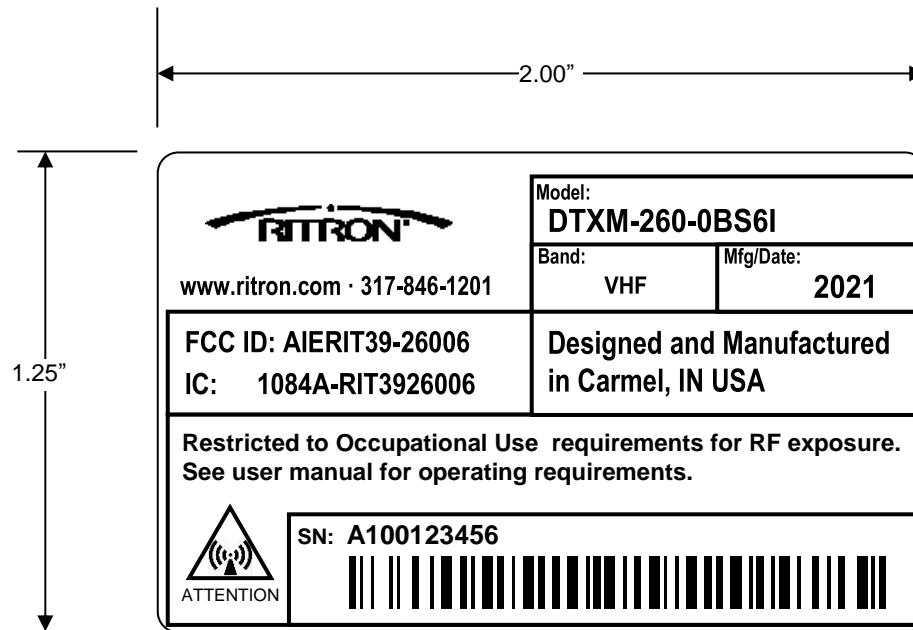 2.00”
1.25”
RITRON
www.ritron.com · 317-846-1201
Model:
DTXM-260-0BS6I
Band:
VHF
Mfg/Date:
2021
FCC ID: AIERIT39-26006
IC: 1084A-RIT3926006
Designed and Manufactured
in Carmel, IN USA
Restricted to Occupational Use requirements for RF exposure.
See user manual for operating requirements.
ATTENTION
SN: A100123456